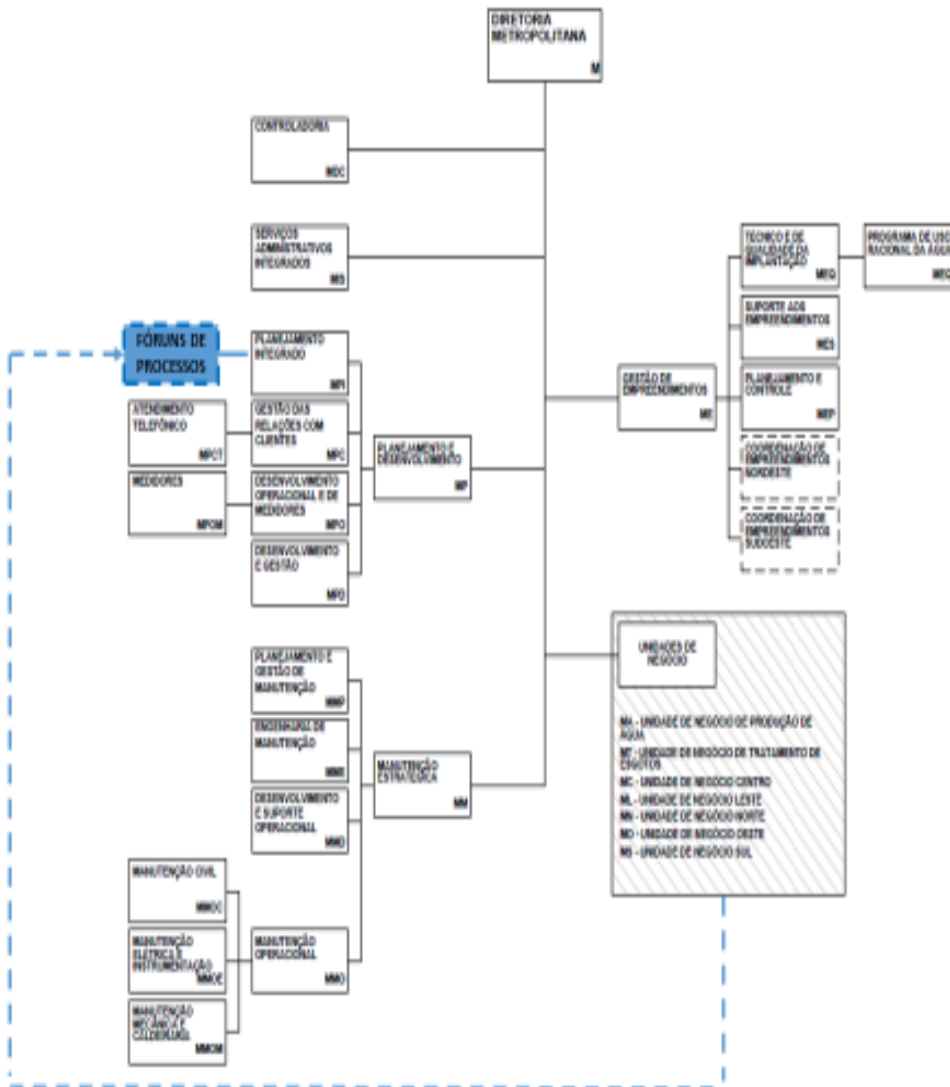 DIRETORIA
METROPOLITANA
M
CONTROLADORIA
MDC
SERVIÇOS
ADMINISTRATIVOS
INTEGRADOS
MIS
TÉCNICO E DE
QUALIDADE DA
IMPLANTAÇÃO
MEQ
PROGRAMA DE USO
RACIONAL DA ÁGUA
SUPORTE AOS
EMPREENDIMENTOS
MES
FÓRUNS DE
PROCESSOS
PLANEJAMENTO
INTEGRADO
MPI
GESTÃO DE
EMPREENDIMENTOS
ME
PLANEJAMENTO E
CONTROLE
MEP
ATENDIMENTO
TELEFÔNICO
MPCT
GESTÃO DAS
RELAÇÕES COM
CLIENTES
MPC
PLANEJAMENTO E
DESENVOLVIMENTO
MP
COORDENAÇÃO DE
EMPREENDIMENTOS
NORDESTE
MEDIDORES
MPOM
DESENVOLVIMENTO
OPERACIONAL E DE
MEDIDORES
MPO
COORDENAÇÃO DE
EMPREENDIMENTOS
SUDOESTE
DESENVOLVIMENTO
E GESTÃO
MPD
UNIDADES DE
NEGÓCIO
MA - UNIDADE DE NEGÓCIO DE PRODUÇÃO DE
ÁGUA
MT - UNIDADE DE NEGÓCIO DE TRATAMENTO DE
ESGOTOS
MC - UNIDADE DE NEGÓCIO CENTRO
ML - UNIDADE DE NEGÓCIO LESTE
MN - UNIDADE DE NEGÓCIO NORTE
MO - UNIDADE DE NEGÓCIO OESTE
MS - UNIDADE DE NEGÓCIO SUL
PLANEJAMENTO E
GESTÃO DE
MANUTENÇÃO
MMP
DE
MANUTENÇÃO
MME
MANUTENÇÃO
ESTRATÉGICA
MM
DESENVOLVIMENTO
E SUPORTE
OPERACIONAL
MMD
MANUTENÇÃO CIVIL
MMOC
MANUTENÇÃO
ELÉTRICA E
INSTRUMENTAÇÃO
MMOE
MANUTENÇÃO
OPERACIONAL
MMO
MANUTENÇÃO
MECÂNICA E
CALDEIRARIA
MMOM